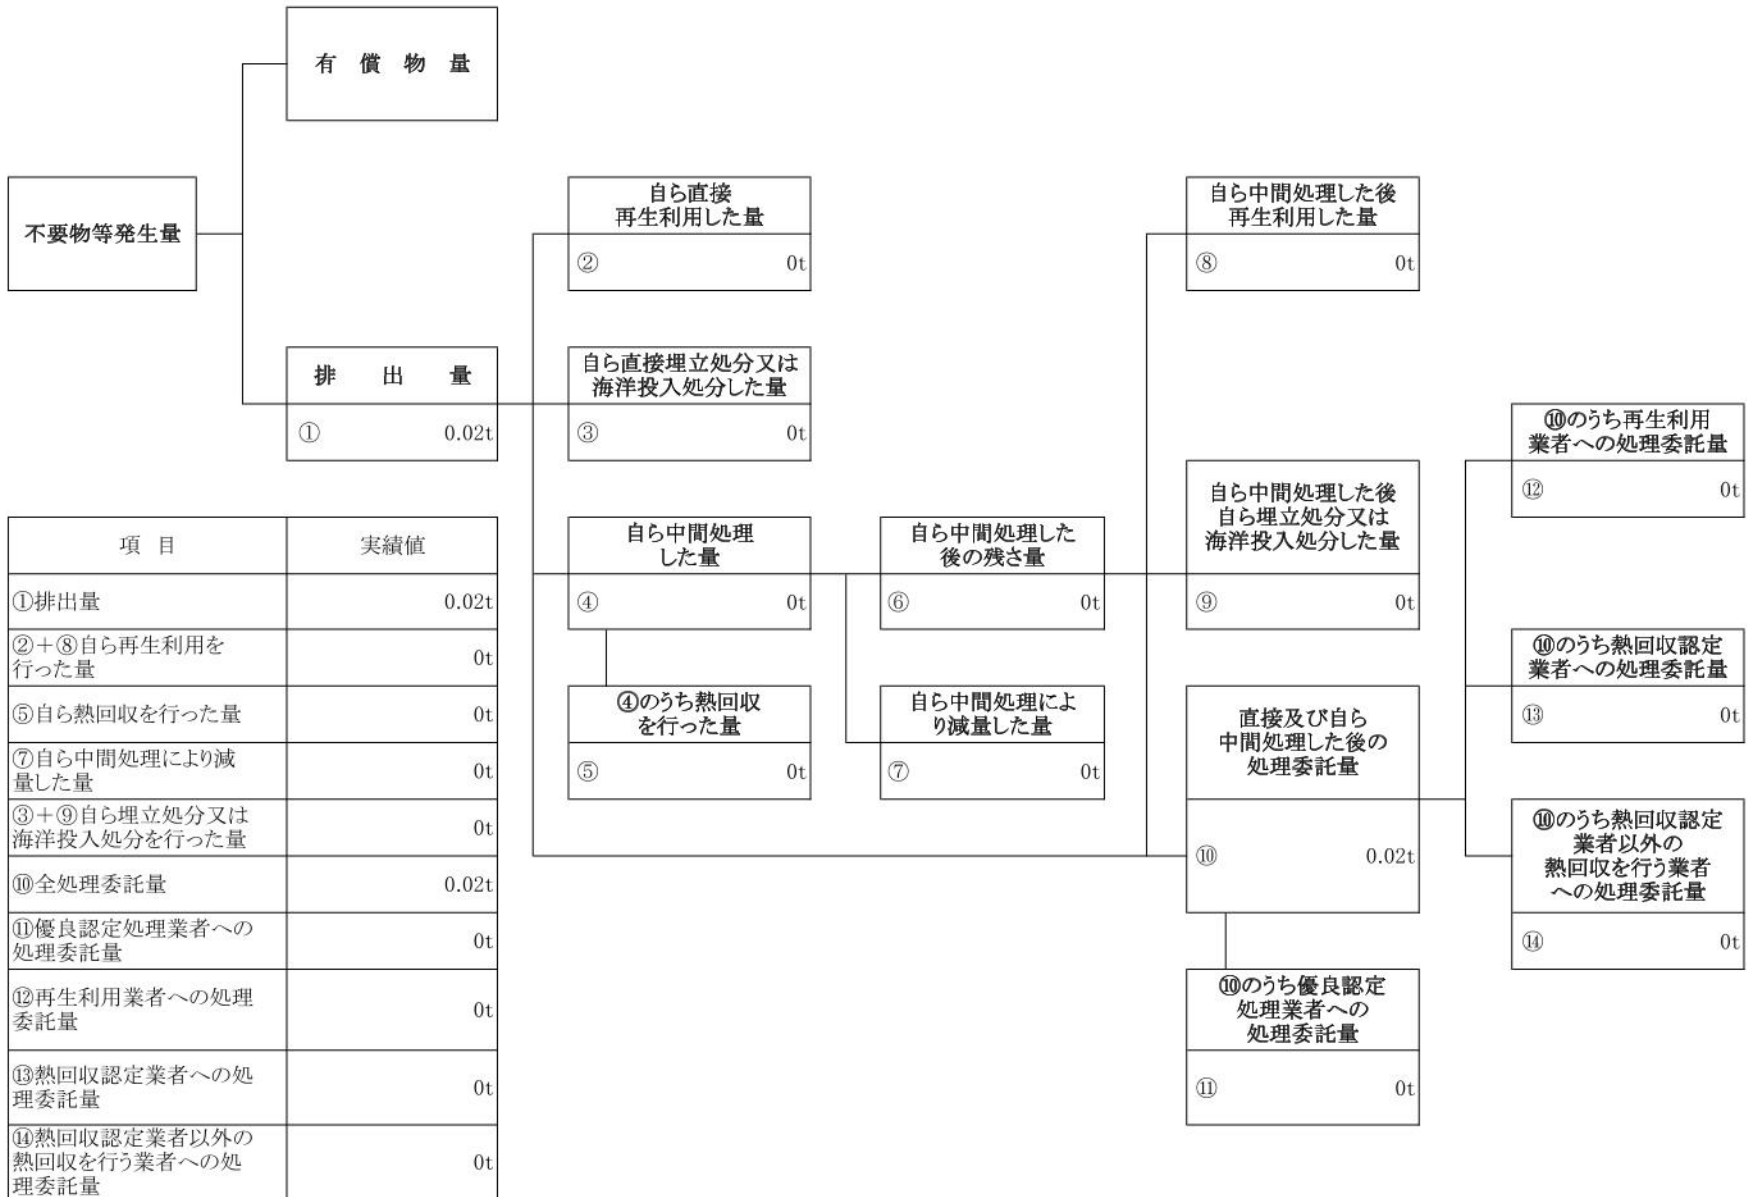 有 償 物 量
不要物等発生量
排 出 量
① 0.02t
自ら直接
再生利用した量
② 0t
自ら直接埋立処分又は
海洋投入処分した量
③ 0t
自ら中間処理
した量
④ 0t
④のうち熱回収
を行った量
⑤ 0t
自ら中間処理した
後の残さ量
⑥ 0t
自ら中間処理によ
り減量した量
⑦ 0t
自ら中間処理した後
再生利用した量
⑧ 0t
自ら中間処理した後
自ら埋立処分又は
海洋投入処分した量
⑨ 0t
直接及び自ら
中間処理した後の
処理委託量
⑩ 0.02t
⑩のうち優良認定
処理業者への
処理委託量
⑪ 0t
⑩のうち再生利用
業者への処理委託量
⑫ 0t
⑩のうち熱回収認定
業者への処理委託量
⑬ 0t
⑩のうち熱回収認定
業者以外の
熱回収を行う業者
への処理委託量
⑭ 0t
項 目 実績値
①排出量 0.02t
②+⑧自ら再生利用を
行った量 0t
⑤自ら熱回収を行った量 0t
⑦自ら中間処理により減
量した量 0t
③+⑨自ら埋立処分又は
海洋投入処分を行った量 0t
⑩全処理委託量 0.02t
⑪優良認定処理業者への
処理委託量 0t
⑫再生利用業者への処理
委託量 0t
⑬熱回収認定業者への処
理委託量 0t
⑭熱回収認定業者以外の
熱回収を行う業者への処
理委託量 0t